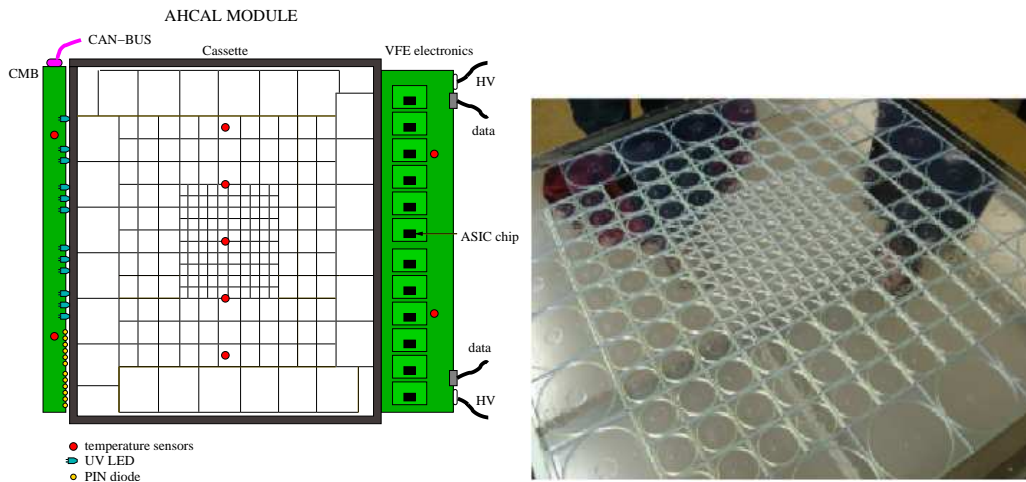 AHCAL MODULE
CAN−BUS
Cassette
VFE electronics
CMB
HV
data
ASIC chip
data
HV
temperature sensors
UV LED
PIN diode